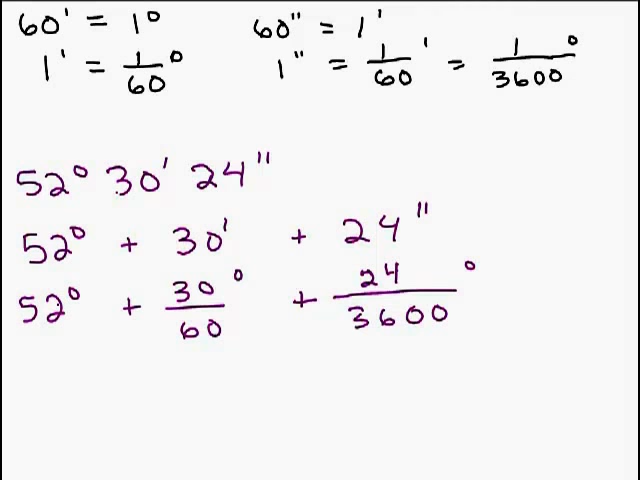 60' = 1° 60" = 1'
1' = 1/60° 1" = 1/60' = 1/3600°
52° 30' 24"
52° + 30' + 24"
52° + 30/60° + 24/3600°